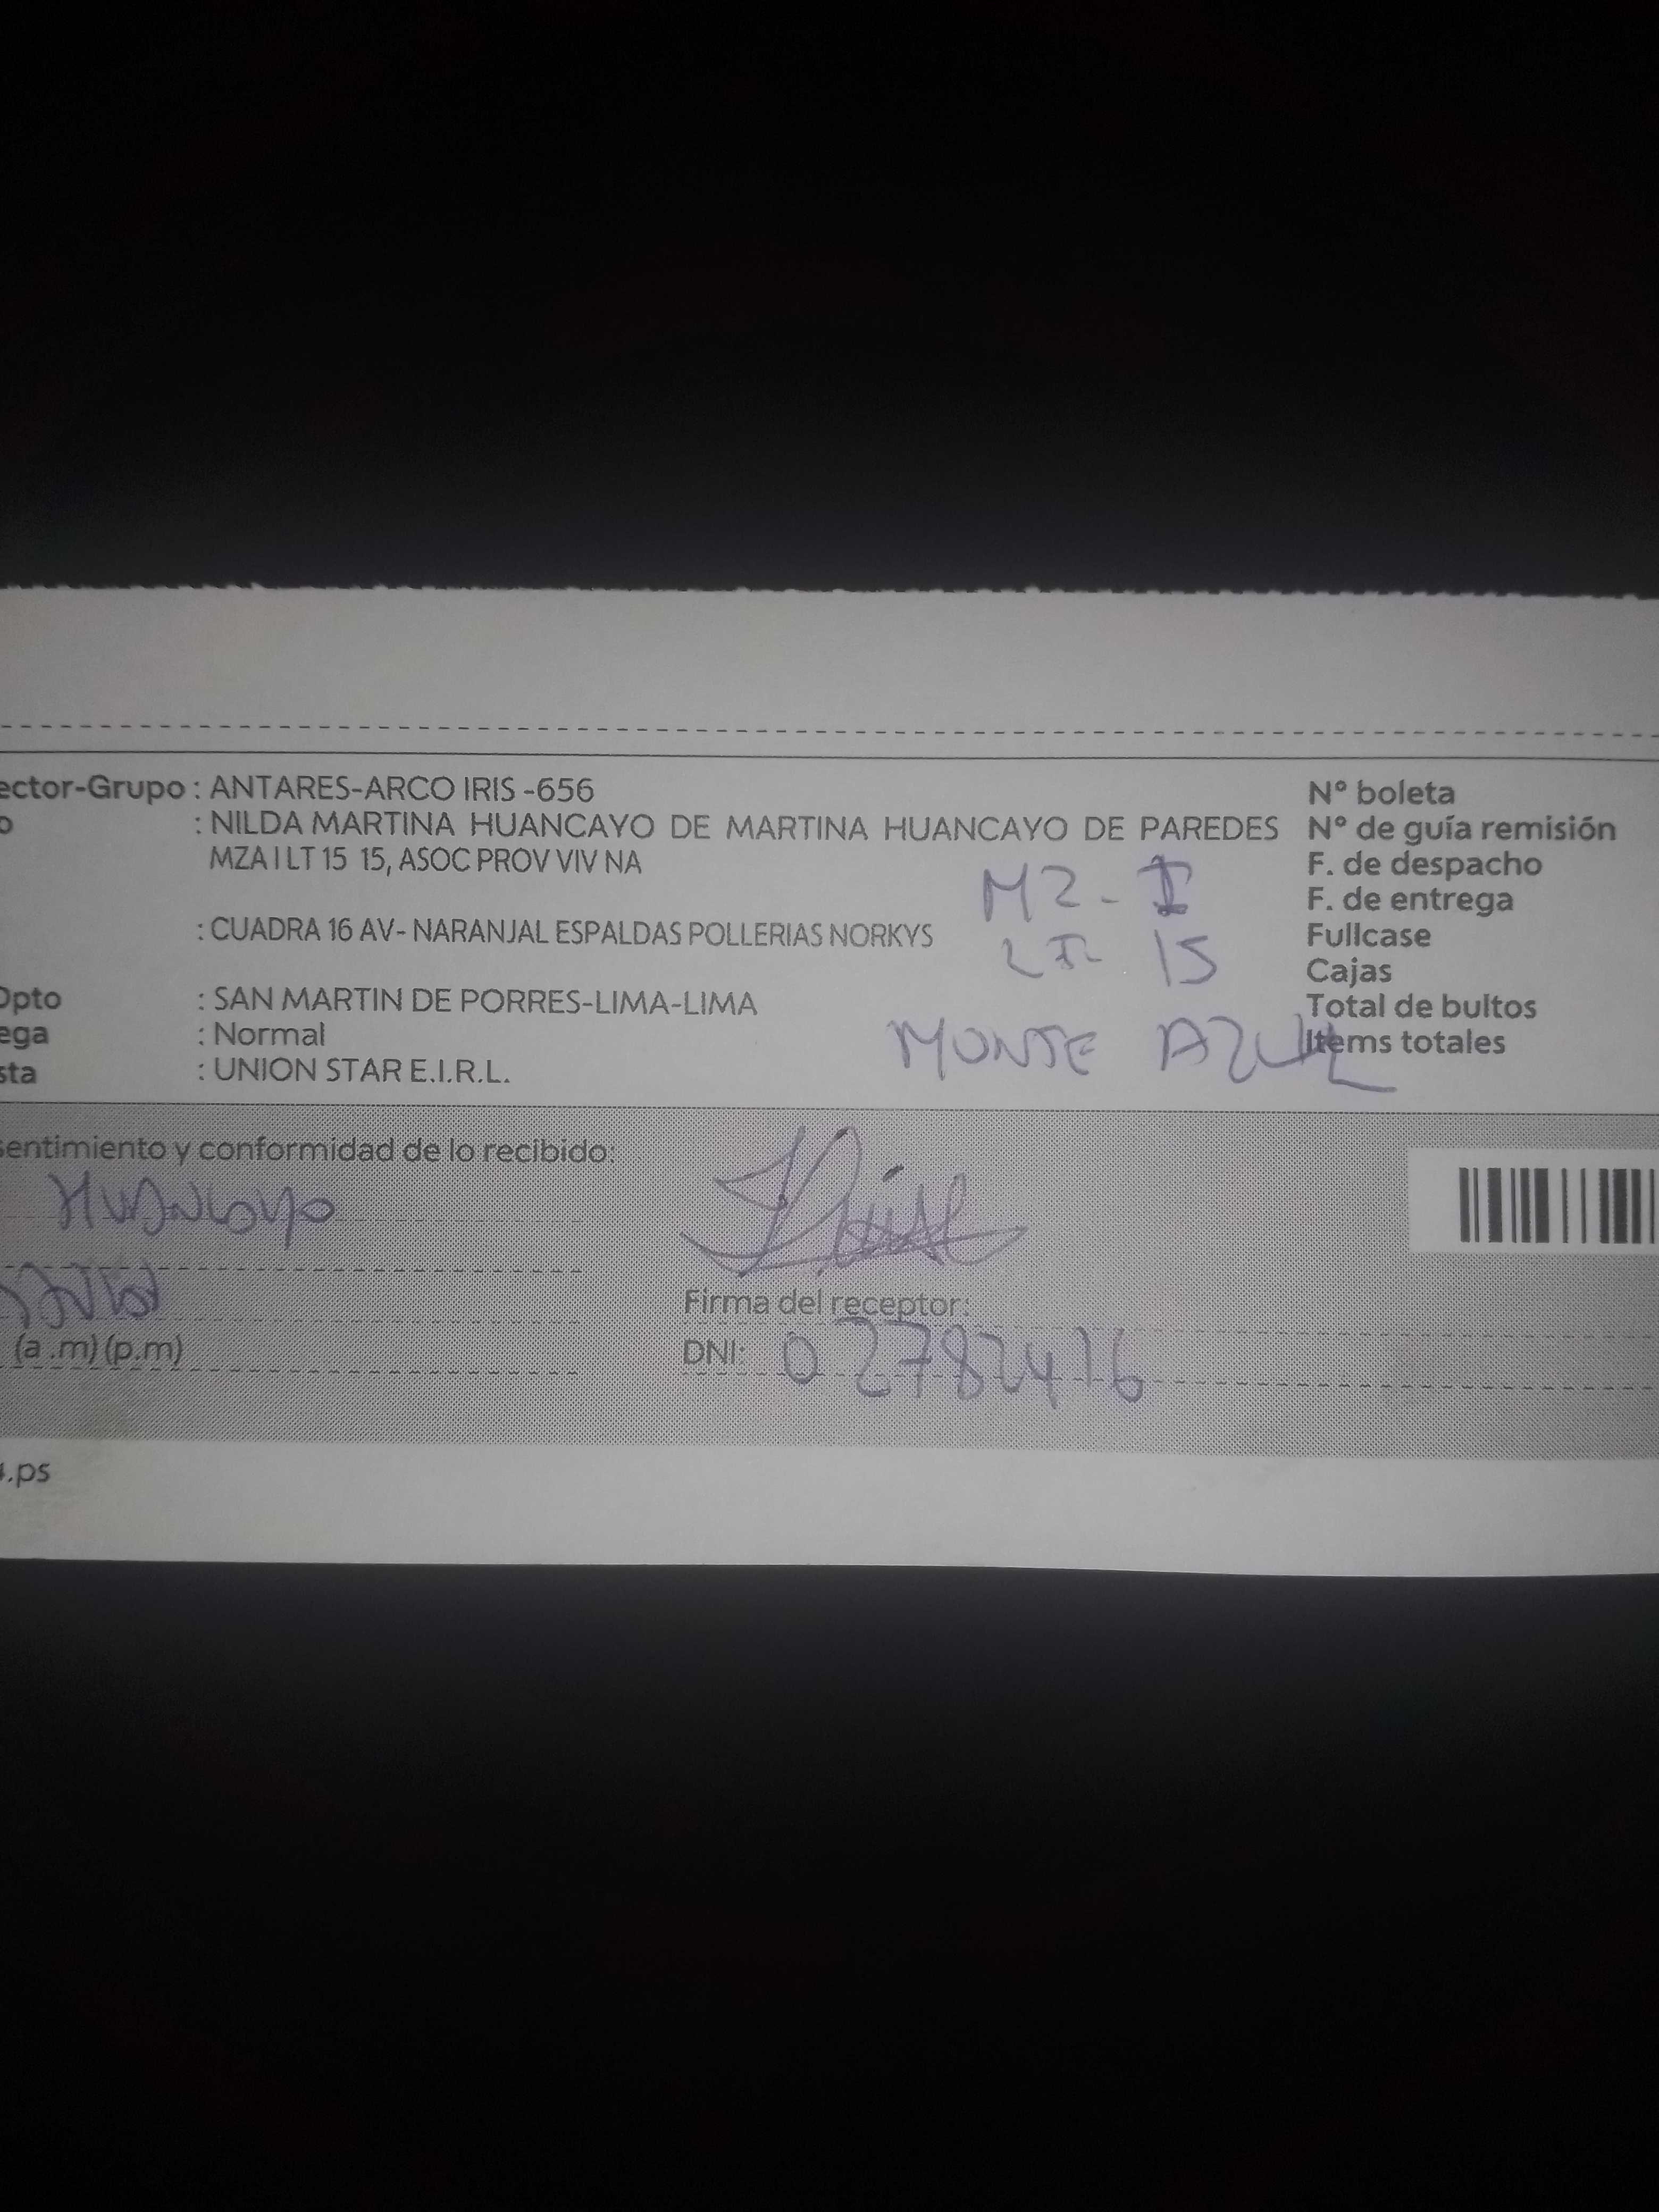 ector-Grupo : ANTARES-ARCO IRIS -656
o : NILDA MARTINA HUANCAYO DE MARTINA HUANCAYO DE PAREDES
MZA I LT 15 15, ASOC PROV VIV NA
: CUADRA 16 AV- NARANJAL ESPALDAS POLLERIAS NORKYS
Opto : SAN MARTIN DE PORRES-LIMA-LIMA
ega : Normal
sta : UNION STAR E.I.R.L.
MZ - I
LT- 15
MONTE AZUL
Nº boleta
Nº de guía remisión
F. de despacho
F. de entrega
Fullcase
Cajas
Total de bultos
Items totales
sentimiento y conformidad de lo recibido:
HUANCAYO
(a .m) (p.m)
Firma del receptor:
DNI: 02782476
.ps